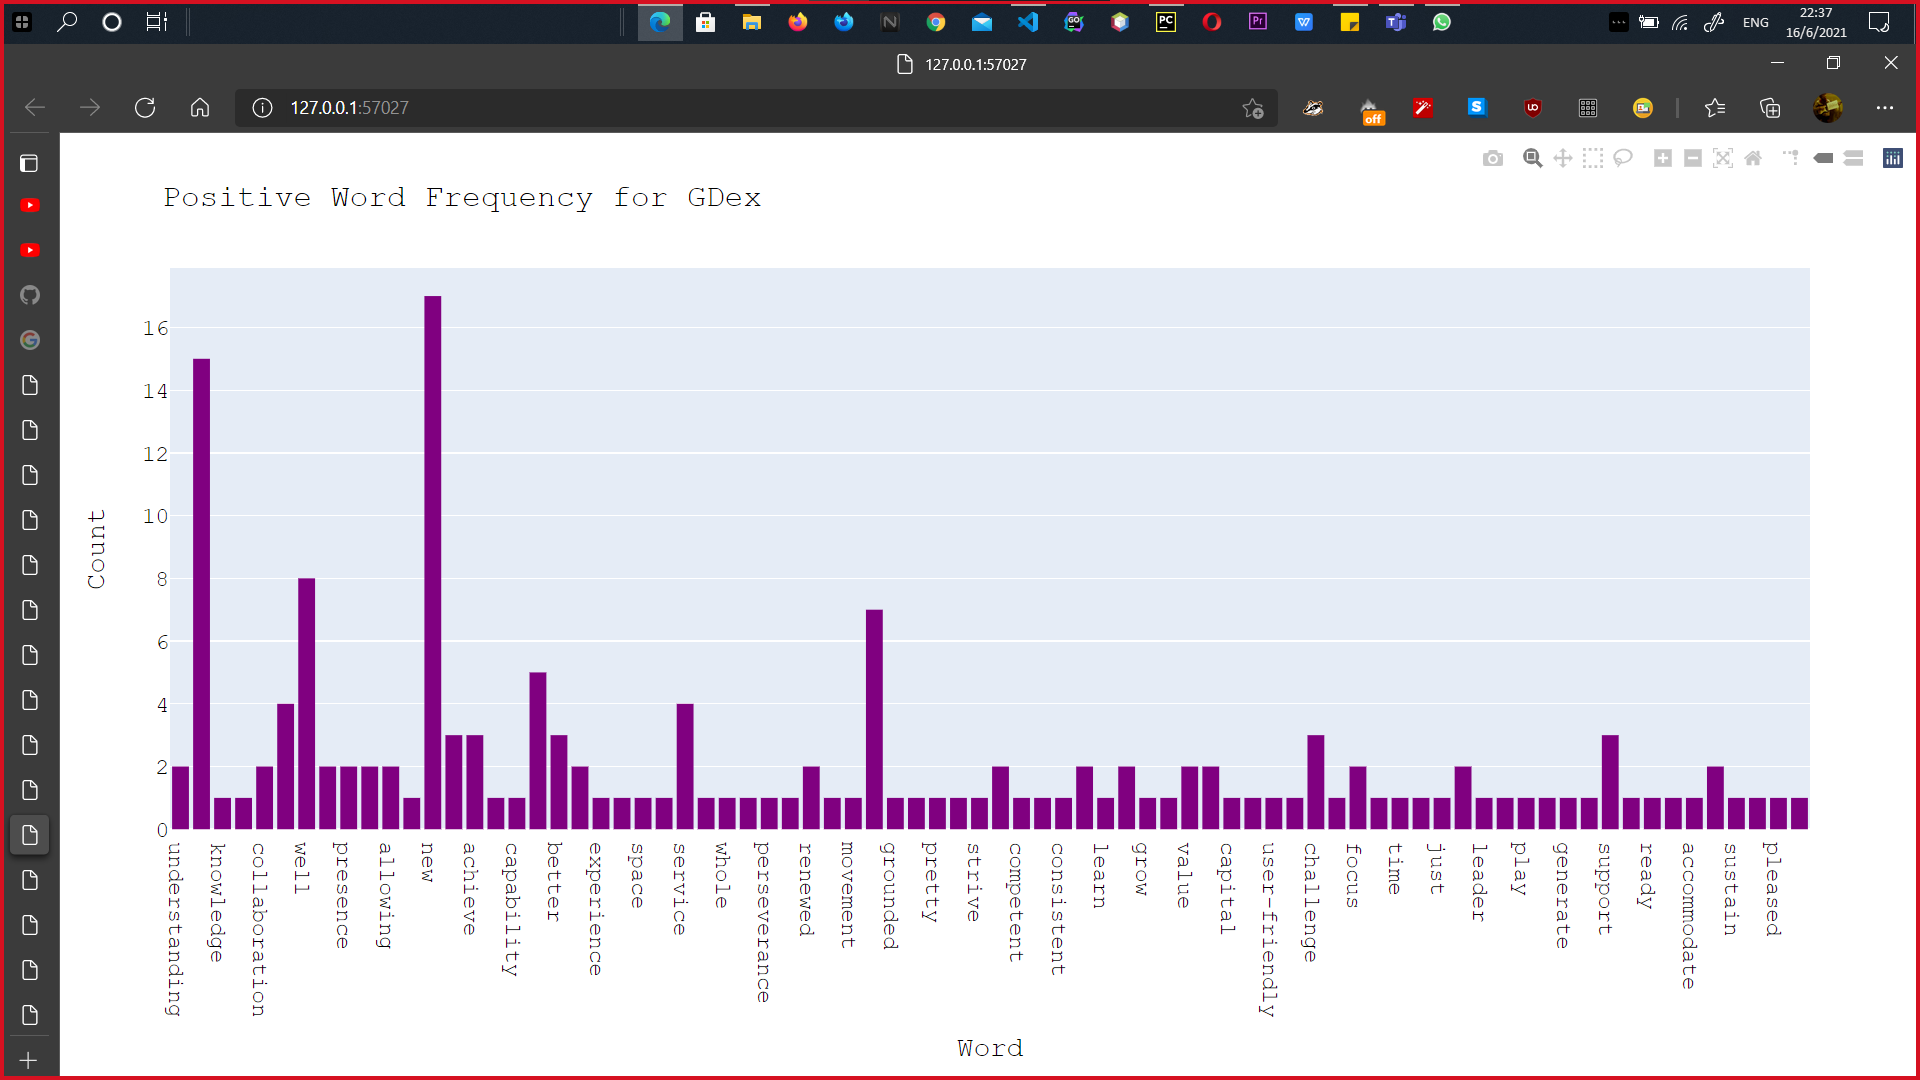 ENG
22:37
16/6/2021
127.0.0.1:57027
127.0.0.1:57027
off
Positive Word Frequency for GDex
Count
16
14
12
10
8
6
4
2
0
understanding
knowledge
collaboration
well
presence
allowing
new
achieve
capability
better
experience
space
service
whole
perseverance
renewed
movement
grounded
pretty
strive
competent
consistent
learn
grow
value
capital
user-friendly
challenge
focus
time
just
leader
play
generate
support
ready
accommodate
sustain
pleased
Word